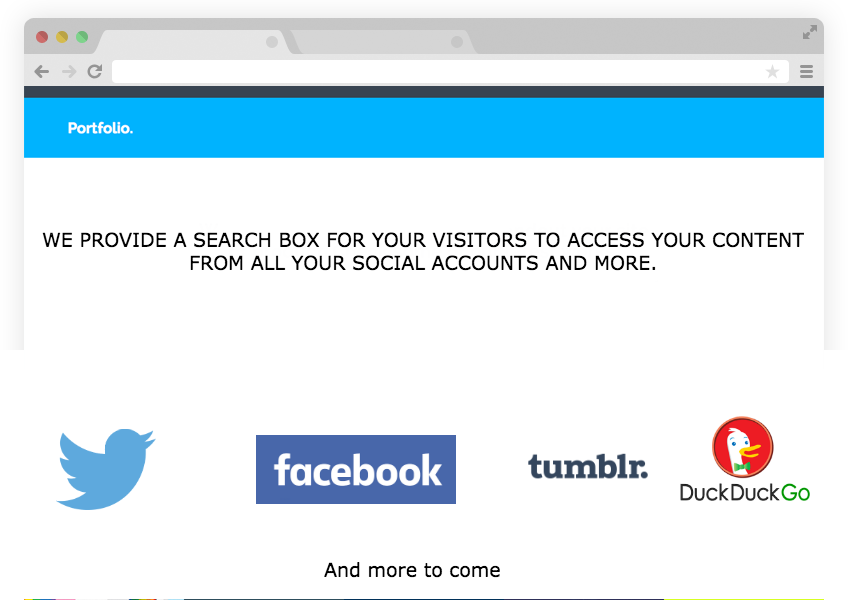 Portfolio.
WE PROVIDE A SEARCH BOX FOR YOUR VISITORS TO ACCESS YOUR CONTENT
FROM ALL YOUR SOCIAL ACCOUNTS AND MORE.
facebook
tumblr.
DuckDuckGo
And more to come